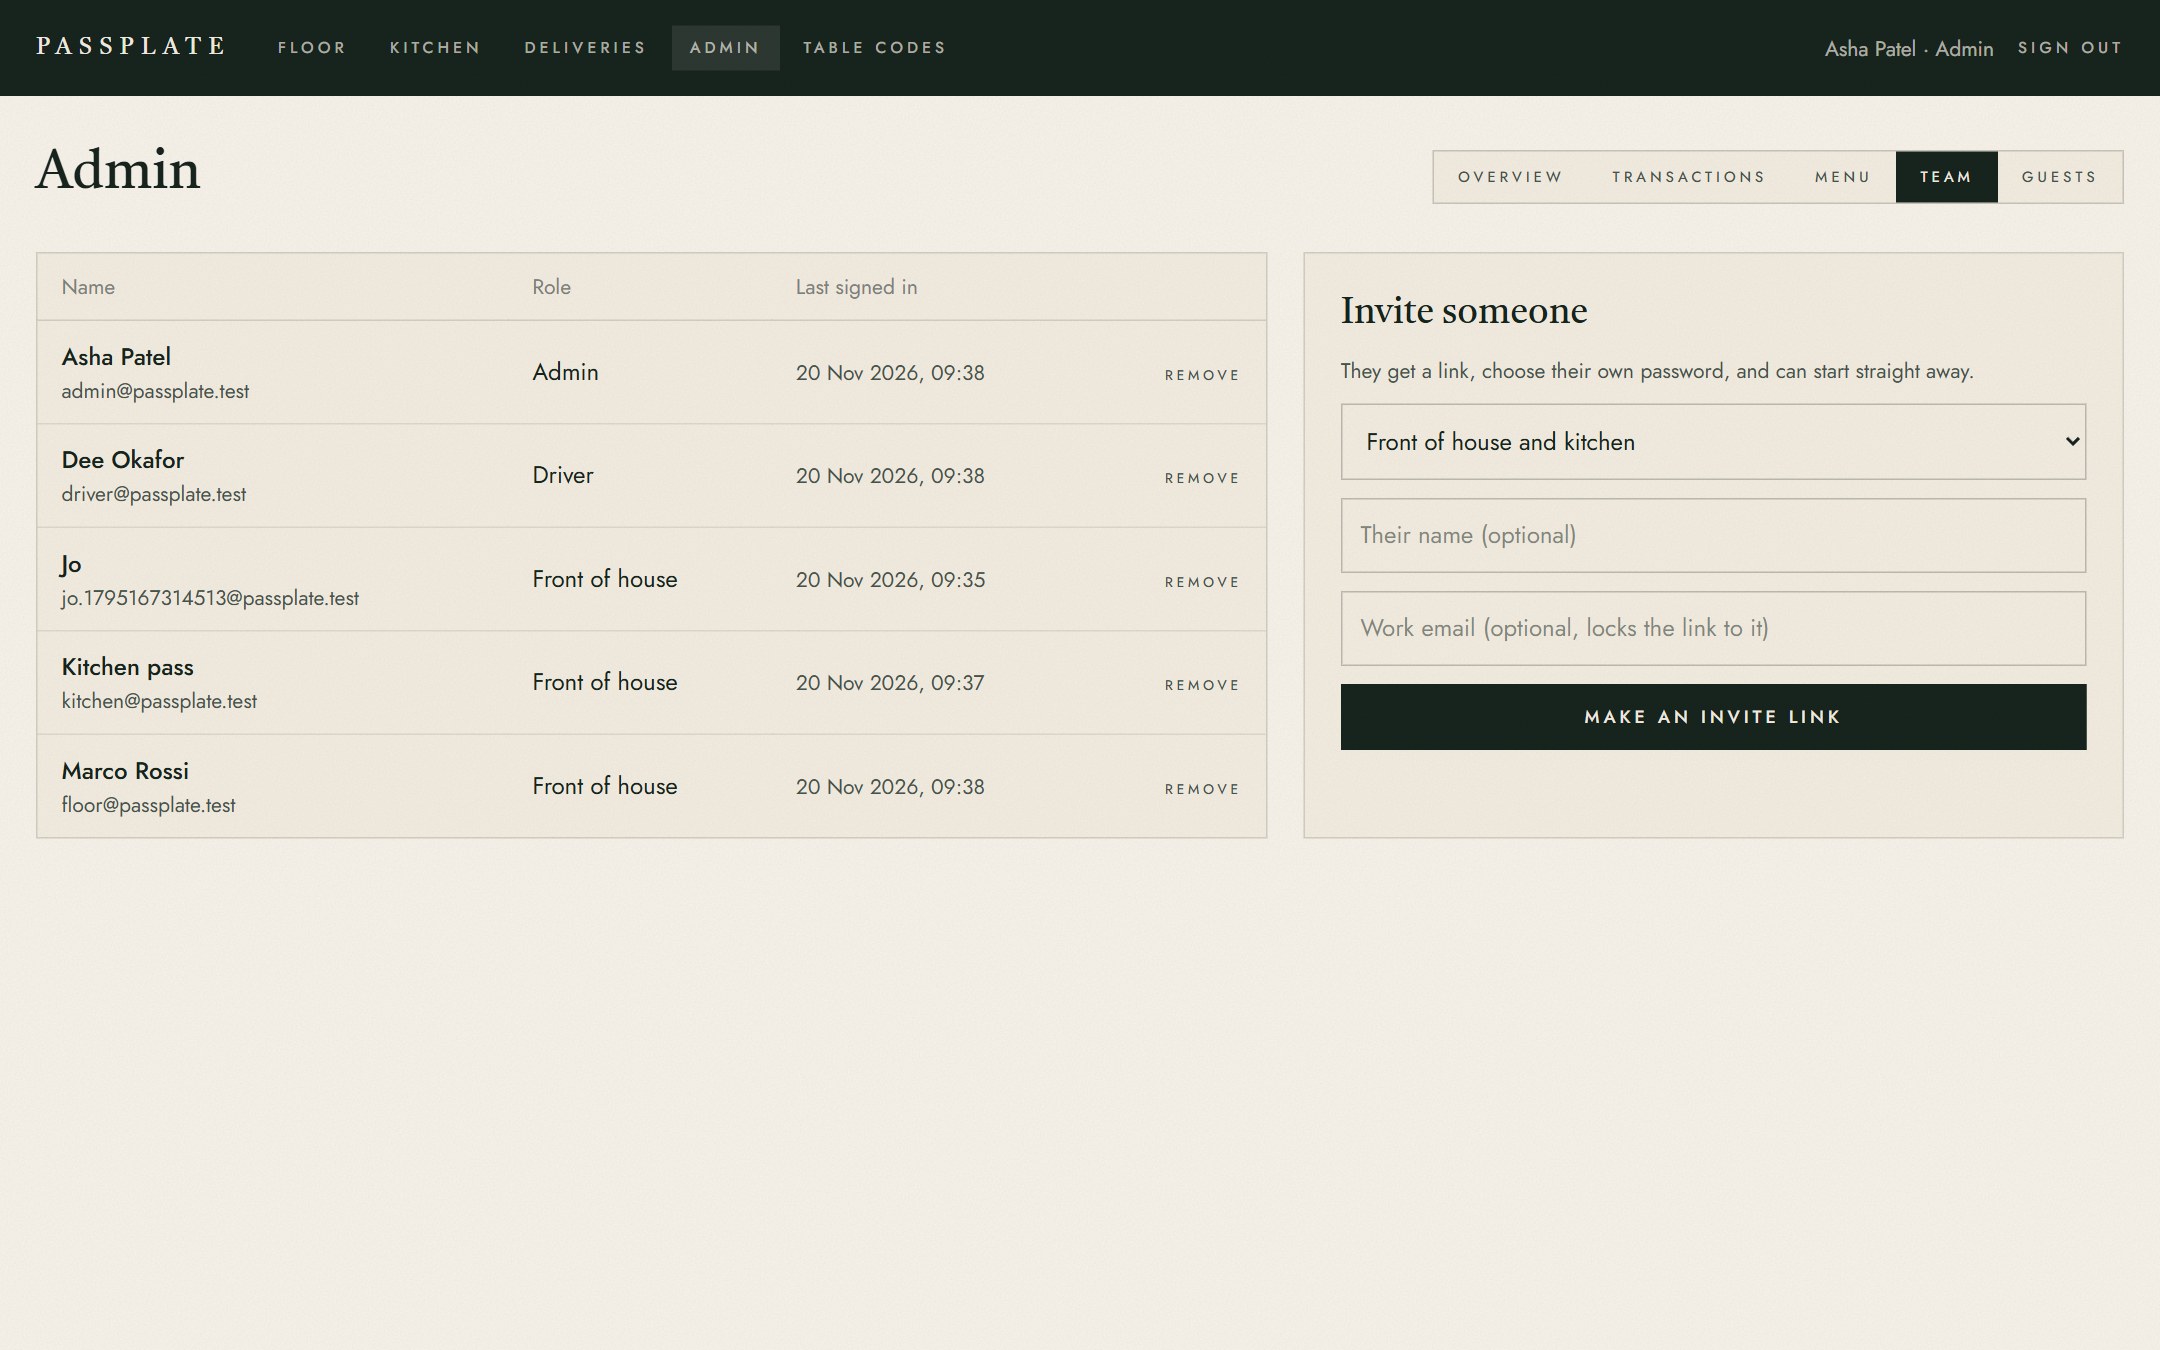 PASSPLATE FLOOR KITCHEN DELIVERIES ADMIN TABLE CODES Asha Patel · Admin SIGN OUT
Admin
OVERVIEW TRANSACTIONS MENU TEAM GUESTS
Name Role Last signed in
Asha Patel
admin@passplate.test
Admin 20 Nov 2026, 09:38 REMOVE
Dee Okafor
driver@passplate.test
Driver 20 Nov 2026, 09:38 REMOVE
Jo
jo.1795167314513@passplate.test
Front of house 20 Nov 2026, 09:35 REMOVE
Kitchen pass
kitchen@passplate.test
Front of house 20 Nov 2026, 09:37 REMOVE
Marco Rossi
floor@passplate.test
Front of house 20 Nov 2026, 09:38 REMOVE
Invite someone
They get a link, choose their own password, and can start straight away.
Front of house and kitchen
Their name (optional)
Work email (optional, locks the link to it)
MAKE AN INVITE LINK